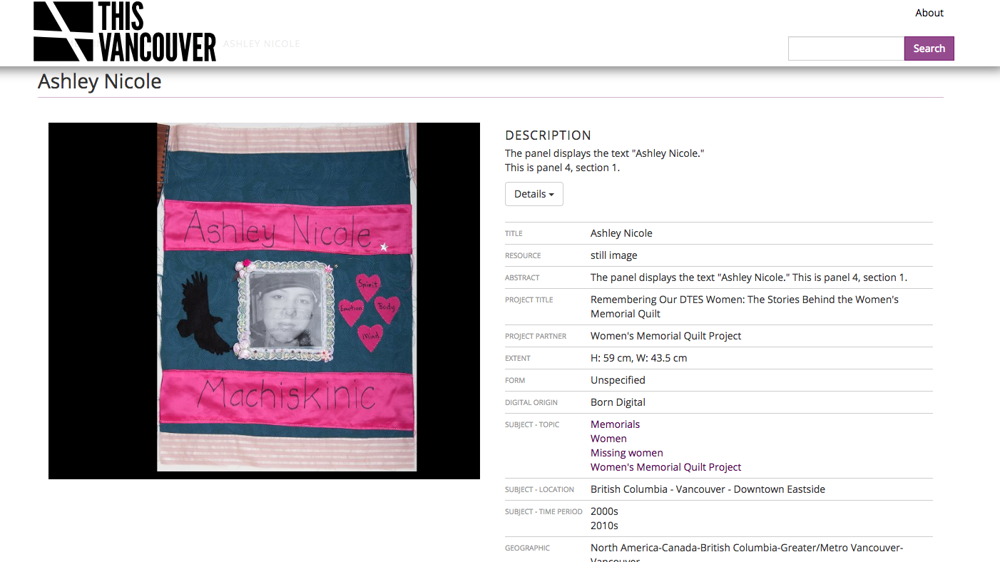 THIS
VANCOUVER
ASHLEY NICOLE
About
Search
Ashley Nicole
Ashley Nicole
Spirit
Emotion
Body
Mind
Machiskinic
DESCRIPTION
The panel displays the text "Ashley Nicole."
This is panel 4, section 1.
Details
TITLE Ashley Nicole
RESOURCE still image
ABSTRACT The panel displays the text "Ashley Nicole." This is panel 4, section 1.
PROJECT TITLE Remembering Our DTES Women: The Stories Behind the Women's
Memorial Quilt
PROJECT PARTNER Women's Memorial Quilt Project
EXTENT H: 59 cm, W: 43.5 cm
FORM Unspecified
DIGITAL ORIGIN Born Digital
SUBJECT - TOPIC Memorials
Women
Missing women
Women's Memorial Quilt Project
SUBJECT - LOCATION British Columbia - Vancouver - Downtown Eastside
SUBJECT - TIME PERIOD 2000s
2010s
GEOGRAPHIC North America-Canada-British Columbia-Greater/Metro Vancouver-
Vancouver